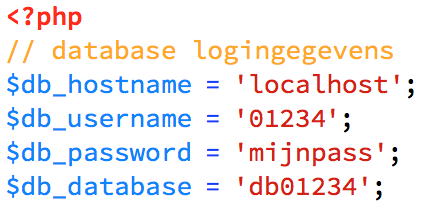 <?php
// database logingegevens
$db_hostname = 'localhost';
$db_username = '01234';
$db_password = 'mijnpass';
$db_database = 'db01234';